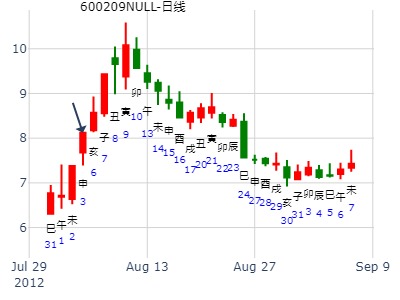 600209NULL-日线
10
9
8
7
6
巳 午 未 申 亥 子 丑 寅 卯 午 未 申 酉 戌 丑 寅 卯 辰 巳 申 酉 戌 亥 子 卯 辰 巳 午 未
31 1 2 3 6 7 8 9 10 13 14 15 16 17 20 21 22 23 24 27 28 29 30 31 3 4 5 6 7
Jul 29 Aug 13 Aug 27 Sep 9
2012